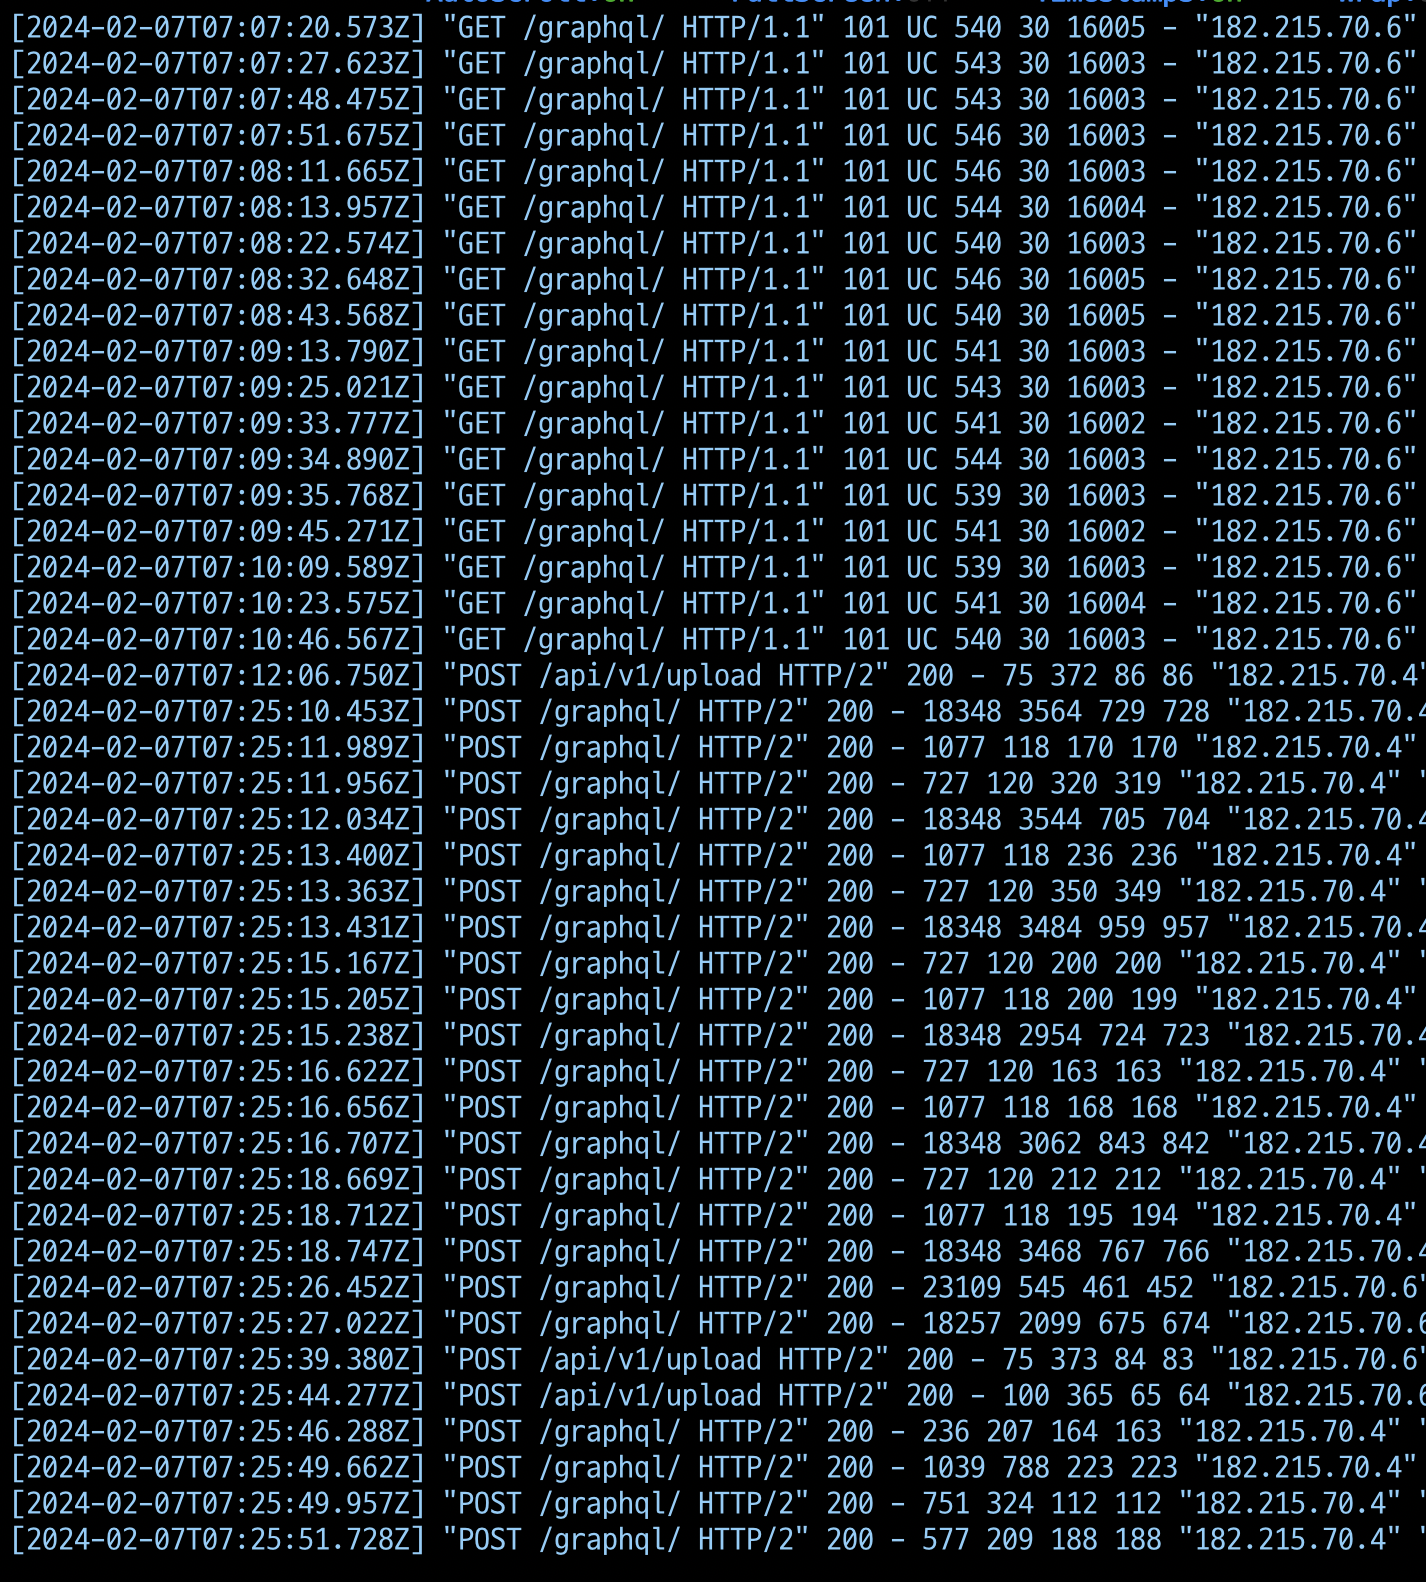 [2024-02-07T07:07:20.573Z] "GET /graphql/ HTTP/1.1" 101 UC 540 30 16005 - "182.215.70.6"
[2024-02-07T07:07:27.623Z] "GET /graphql/ HTTP/1.1" 101 UC 543 30 16003 - "182.215.70.6"
[2024-02-07T07:07:48.475Z] "GET /graphql/ HTTP/1.1" 101 UC 543 30 16003 - "182.215.70.6"
[2024-02-07T07:07:51.675Z] "GET /graphql/ HTTP/1.1" 101 UC 546 30 16003 - "182.215.70.6"
[2024-02-07T07:08:11.665Z] "GET /graphql/ HTTP/1.1" 101 UC 546 30 16003 - "182.215.70.6"
[2024-02-07T07:08:13.957Z] "GET /graphql/ HTTP/1.1" 101 UC 544 30 16004 - "182.215.70.6"
[2024-02-07T07:08:22.574Z] "GET /graphql/ HTTP/1.1" 101 UC 540 30 16003 - "182.215.70.6"
[2024-02-07T07:08:32.648Z] "GET /graphql/ HTTP/1.1" 101 UC 546 30 16005 - "182.215.70.6"
[2024-02-07T07:08:43.568Z] "GET /graphql/ HTTP/1.1" 101 UC 540 30 16005 - "182.215.70.6"
[2024-02-07T07:09:13.790Z] "GET /graphql/ HTTP/1.1" 101 UC 541 30 16003 - "182.215.70.6"
[2024-02-07T07:09:25.021Z] "GET /graphql/ HTTP/1.1" 101 UC 543 30 16003 - "182.215.70.6"
[2024-02-07T07:09:33.777Z] "GET /graphql/ HTTP/1.1" 101 UC 541 30 16002 - "182.215.70.6"
[2024-02-07T07:09:34.890Z] "GET /graphql/ HTTP/1.1" 101 UC 544 30 16003 - "182.215.70.6"
[2024-02-07T07:09:35.768Z] "GET /graphql/ HTTP/1.1" 101 UC 539 30 16003 - "182.215.70.6"
[2024-02-07T07:09:45.271Z] "GET /graphql/ HTTP/1.1" 101 UC 541 30 16002 - "182.215.70.6"
[2024-02-07T07:10:09.589Z] "GET /graphql/ HTTP/1.1" 101 UC 539 30 16003 - "182.215.70.6"
[2024-02-07T07:10:23.575Z] "GET /graphql/ HTTP/1.1" 101 UC 541 30 16004 - "182.215.70.6"
[2024-02-07T07:10:46.567Z] "GET /graphql/ HTTP/1.1" 101 UC 540 30 16003 - "182.215.70.6"
[2024-02-07T07:12:06.750Z] "POST /api/v1/upload HTTP/2" 200 - 75 372 86 86 "182.215.70.4"
[2024-02-07T07:25:10.453Z] "POST /graphql/ HTTP/2" 200 - 18348 3564 729 728 "182.215.70.4
[2024-02-07T07:25:11.989Z] "POST /graphql/ HTTP/2" 200 - 1077 118 170 170 "182.215.70.4"
[2024-02-07T07:25:11.956Z] "POST /graphql/ HTTP/2" 200 - 727 120 320 319 "182.215.70.4" "
[2024-02-07T07:25:12.034Z] "POST /graphql/ HTTP/2" 200 - 18348 3544 705 704 "182.215.70.4
[2024-02-07T07:25:13.400Z] "POST /graphql/ HTTP/2" 200 - 1077 118 236 236 "182.215.70.4"
[2024-02-07T07:25:13.363Z] "POST /graphql/ HTTP/2" 200 - 727 120 350 349 "182.215.70.4" "
[2024-02-07T07:25:13.431Z] "POST /graphql/ HTTP/2" 200 - 18348 3484 959 957 "182.215.70.4
[2024-02-07T07:25:15.167Z] "POST /graphql/ HTTP/2" 200 - 727 120 200 200 "182.215.70.4" "
[2024-02-07T07:25:15.205Z] "POST /graphql/ HTTP/2" 200 - 1077 118 200 199 "182.215.70.4"
[2024-02-07T07:25:15.238Z] "POST /graphql/ HTTP/2" 200 - 18348 2954 724 723 "182.215.70.4
[2024-02-07T07:25:16.622Z] "POST /graphql/ HTTP/2" 200 - 727 120 163 163 "182.215.70.4" "
[2024-02-07T07:25:16.656Z] "POST /graphql/ HTTP/2" 200 - 1077 118 168 168 "182.215.70.4"
[2024-02-07T07:25:16.707Z] "POST /graphql/ HTTP/2" 200 - 18348 3062 843 842 "182.215.70.4
[2024-02-07T07:25:18.669Z] "POST /graphql/ HTTP/2" 200 - 727 120 212 212 "182.215.70.4" "
[2024-02-07T07:25:18.712Z] "POST /graphql/ HTTP/2" 200 - 1077 118 195 194 "182.215.70.4"
[2024-02-07T07:25:18.747Z] "POST /graphql/ HTTP/2" 200 - 18348 3468 767 766 "182.215.70.4
[2024-02-07T07:25:26.452Z] "POST /graphql/ HTTP/2" 200 - 23109 545 461 452 "182.215.70.6"
[2024-02-07T07:25:27.022Z] "POST /graphql/ HTTP/2" 200 - 18257 2099 675 674 "182.215.70.6
[2024-02-07T07:25:39.380Z] "POST /api/v1/upload HTTP/2" 200 - 75 373 84 83 "182.215.70.6"
[2024-02-07T07:25:44.277Z] "POST /api/v1/upload HTTP/2" 200 - 100 365 65 64 "182.215.70.6
[2024-02-07T07:25:46.288Z] "POST /graphql/ HTTP/2" 200 - 236 207 164 163 "182.215.70.4" "
[2024-02-07T07:25:49.662Z] "POST /graphql/ HTTP/2" 200 - 1039 788 223 223 "182.215.70.4"
[2024-02-07T07:25:49.957Z] "POST /graphql/ HTTP/2" 200 - 751 324 112 112 "182.215.70.4" "
[2024-02-07T07:25:51.728Z] "POST /graphql/ HTTP/2" 200 - 577 209 188 188 "182.215.70.4" "